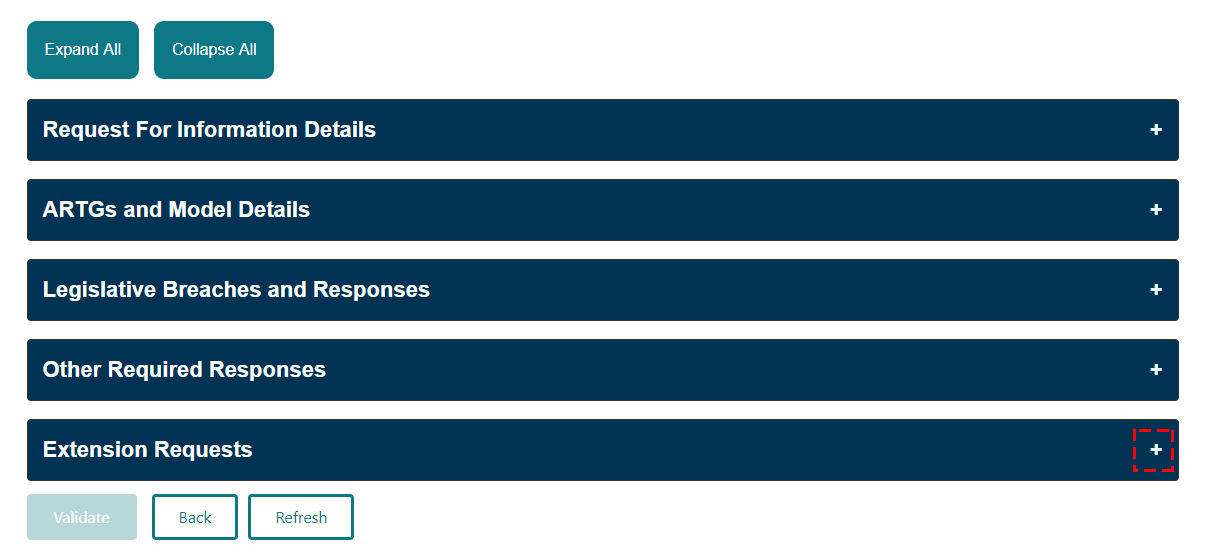 Expand All Collapse All
Request For Information Details +
ARTGs and Model Details +
Legislative Breaches and Responses +
Other Required Responses +
Extension Requests +
Validate Back Refresh